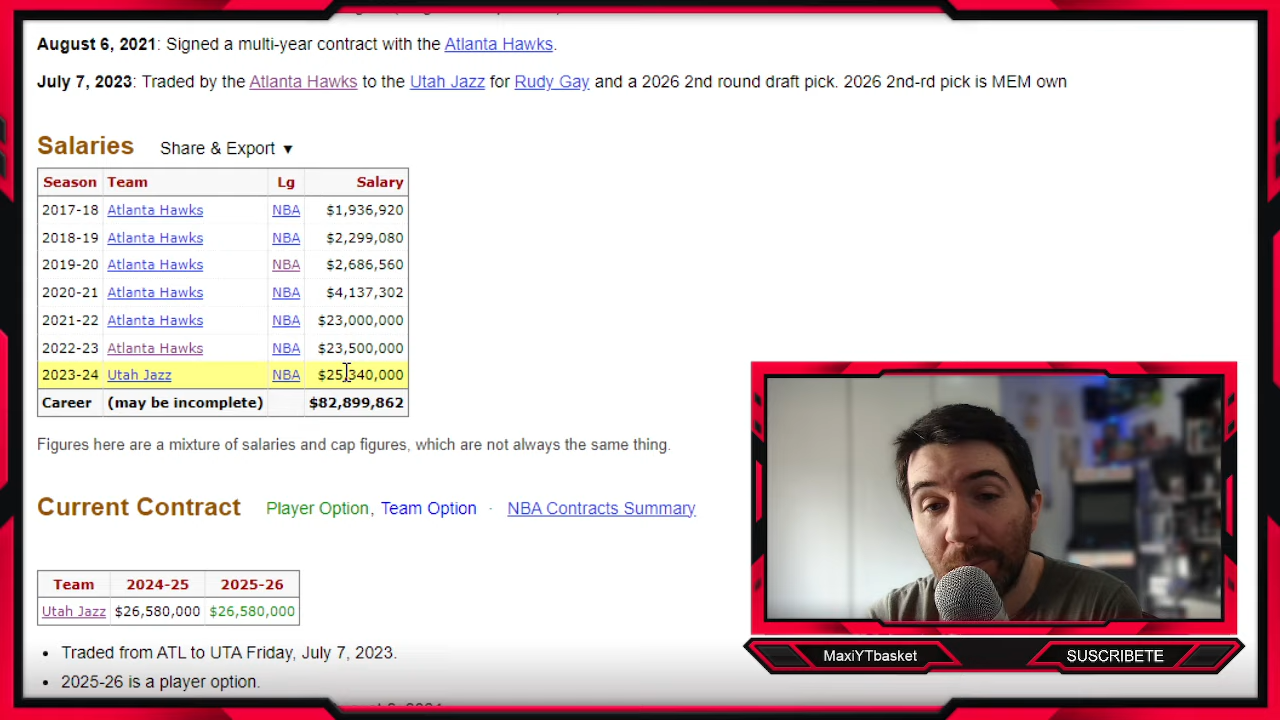 August 6, 2021: Signed a multi-year contract with the Atlanta Hawks.
July 7, 2023: Traded by the Atlanta Hawks to the Utah Jazz for Rudy Gay and a 2026 2nd round draft pick. 2026 2nd-rd pick is MEM own
Salaries Share & Export ▼
Season Team Lg Salary
2017-18 Atlanta Hawks NBA $1,936,920
2018-19 Atlanta Hawks NBA $2,299,080
2019-20 Atlanta Hawks NBA $2,686,560
2020-21 Atlanta Hawks NBA $4,137,302
2021-22 Atlanta Hawks NBA $23,000,000
2022-23 Atlanta Hawks NBA $23,500,000
2023-24 Utah Jazz NBA $25,340,000
Career (may be incomplete) $82,899,862
Figures here are a mixture of salaries and cap figures, which are not always the same thing.
Current Contract Player Option, Team Option · NBA Contracts Summary
Team 2024-25 2025-26
Utah Jazz $26,580,000 $26,580,000
• Traded from ATL to UTA Friday, July 7, 2023.
• 2025-26 is a player option.
MaxiYTbasket
SUSCRIBETE